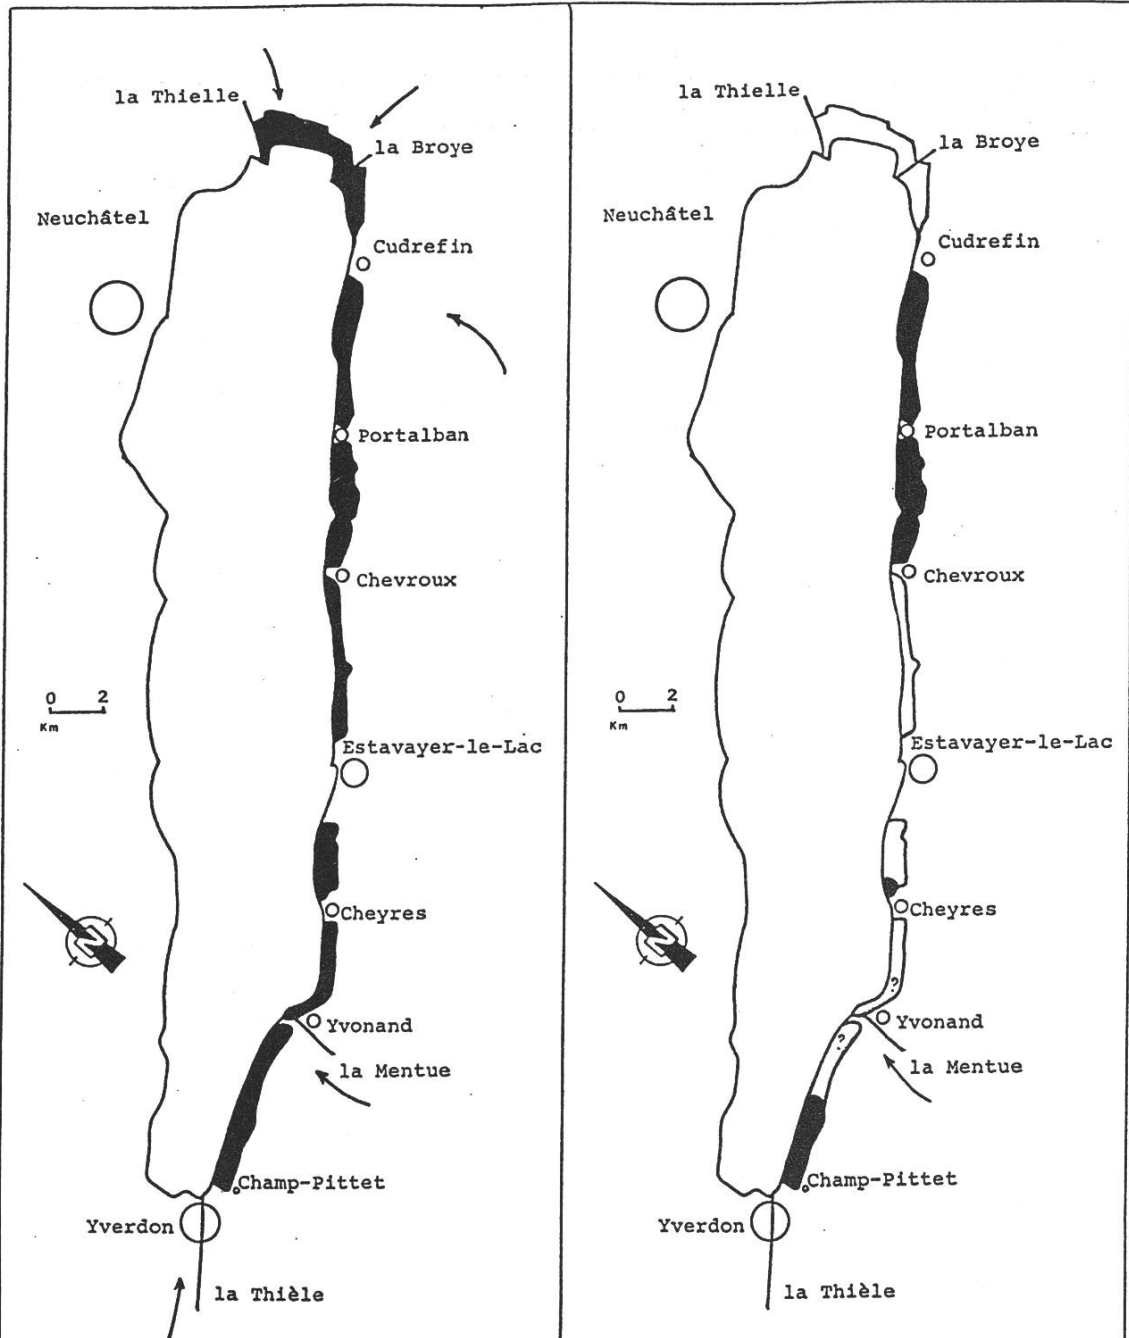 la Thielle
la Broye
Neuchâtel
Cudrefin
Portalban
Chevroux
0 2
Km
Estavayer-le-Lac
N
Cheyres
Yvonand
la Mentue
Champ-Pittet
Yverdon
la Thièle
la Thielle
la Broye
Neuchâtel
Cudrefin
Portalban
Chevroux
0 2
Km
Estavayer-le-Lac
N
Cheyres
?
Yvonand
?
la Mentue
Champ-Pittet
Yverdon
la Thièle